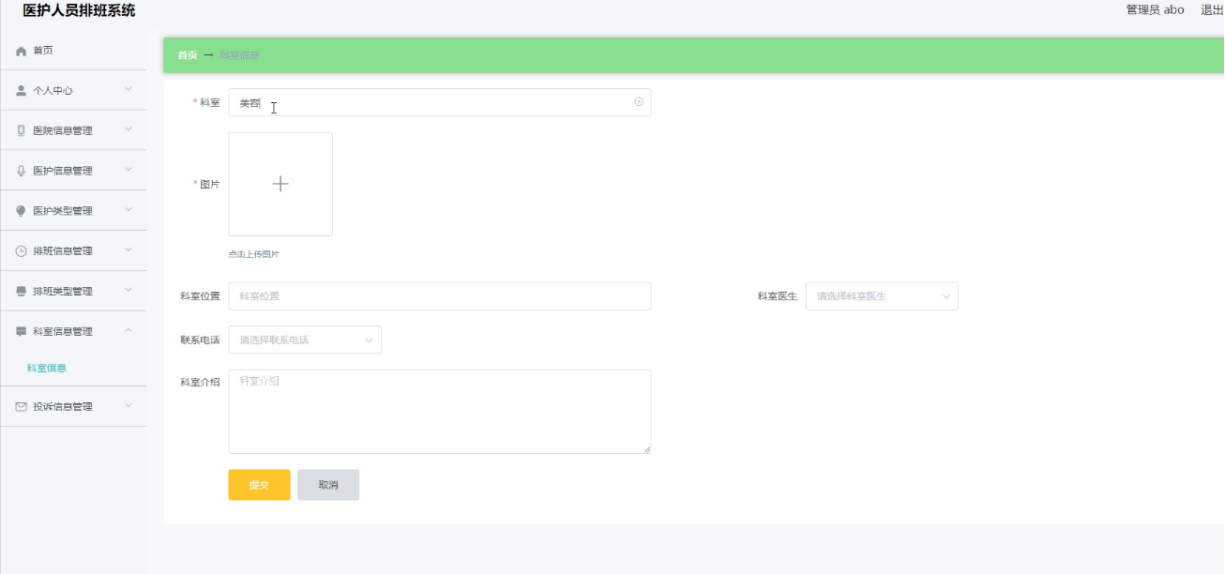 医护人员排班系统
管理员 abo 退出
首页
首页 → 科室信息
个人中心
* 科室 美容
医院信息管理
医护信息管理
* 图片
医护类型管理
排班信息管理
点击上传图片
排班类型管理
科室位置 科室位置
科室医生 请选择科室医生
科室信息管理
联系电话 请选择联系电话
科室信息
科室介绍 科室介绍
投诉信息管理
提交 取消